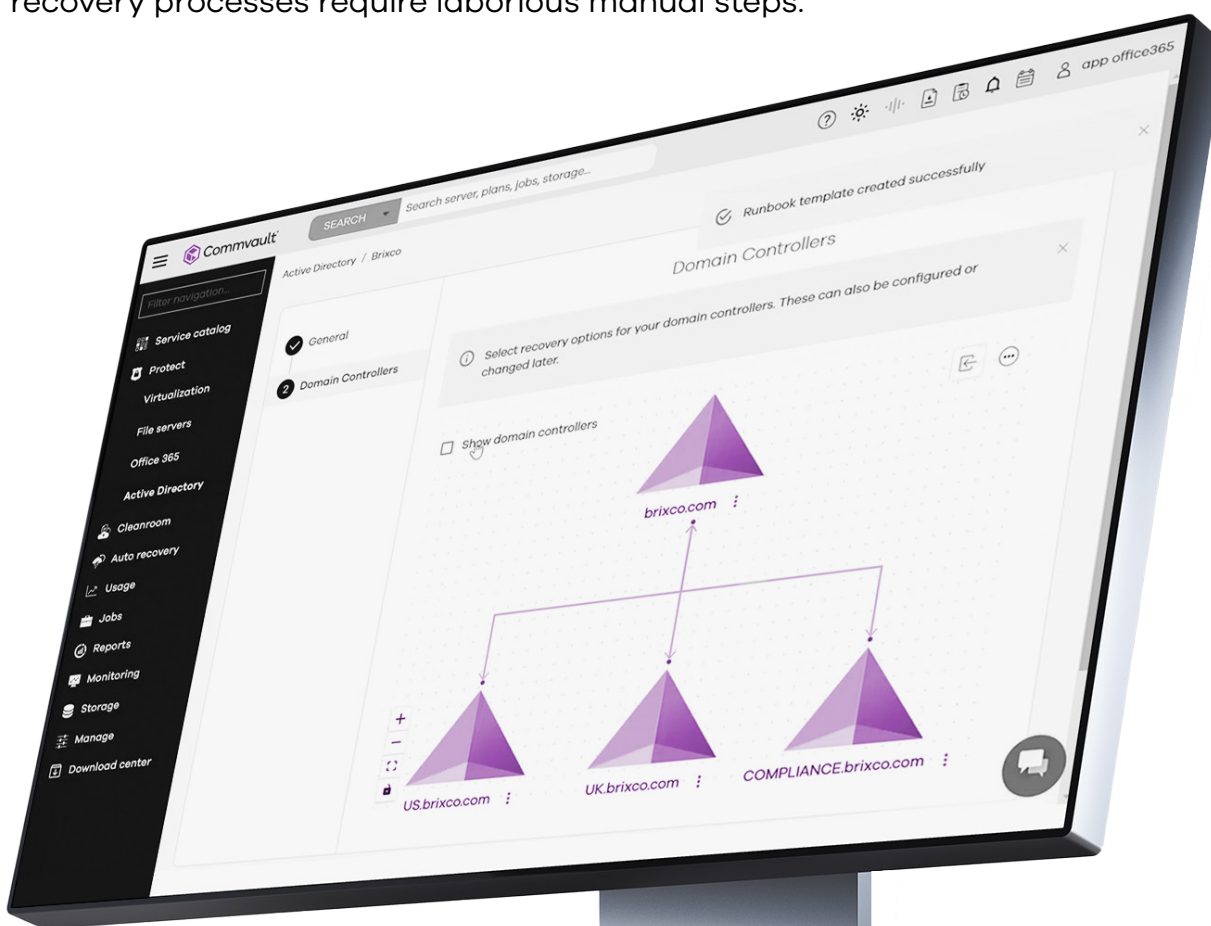 recovery processes require laborious manual steps.
app office365
Commvault
SEARCH
Search server, plans, jobs, storage...
Runbook template created successfully
Filter navigation...
Service catalog
Protect
Virtualization
File servers
Office 365
Active Directory
Cleanroom
Auto recovery
Usage
Jobs
Reports
Monitoring
Storage
Manage
Download center
Active Directory / Brixco
General
2 Domain Controllers
Domain Controllers
Select recovery options for your domain controllers. These can also be configured or
changed later.
Show domain controllers
brixco.com
US.brixco.com
UK.brixco.com
COMPLIANCE.brixco.com